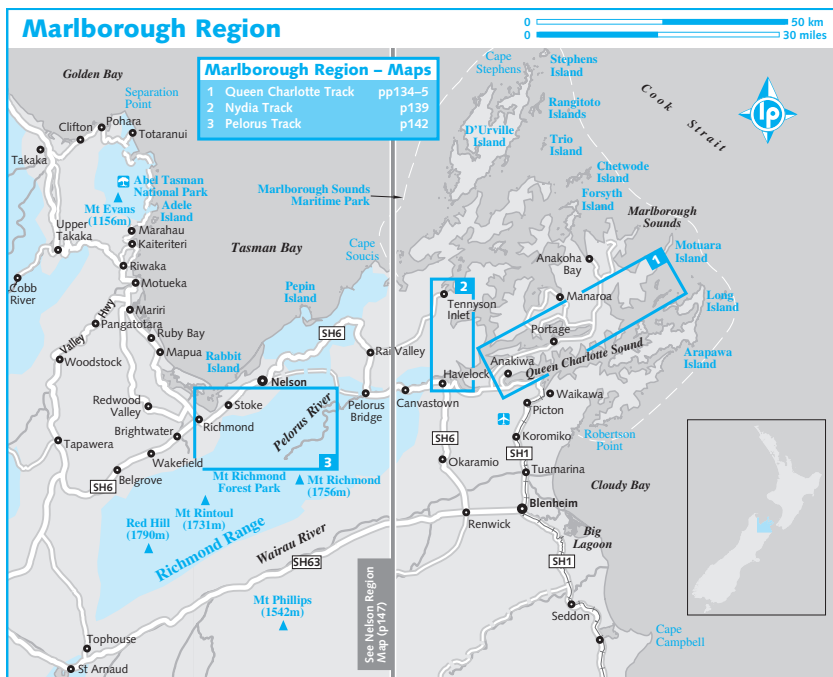 Marlborough Region
0 50 km
0 30 miles
Marlborough Region – Maps
1 Queen Charlotte Track pp134–5
2 Nydia Track p139
3 Pelorus Track p142
Golden Bay
Separation
Point
Pohara
Clifton
Totaranui
Takaka
Abel Tasman
National Park
Mt Evans
(1156m)
Adele
Island
Upper
Takaka
Marahau
Kaiteriteri
Riwaka
Cobb
River
Motueka
Mariri
Valley Hwy
Pangatotara
Ruby Bay
Woodstock
Mapua
Rabbit
Island
Redwood
Valley
Tapawera
Brightwater
Wakefield
Belgrove
SH6
Tasman Bay
Cape
Soucis
Pepin
Island
SH6
Rai Valley
Nelson
Stoke
Richmond
Pelorus River
Pelorus
Bridge
3
Mt Richmond
Forest Park
Mt Richmond
(1756m)
Mt Rintoul
(1731m)
Red Hill
(1790m)
Richmond Range
Wairau River
SH63
Mt Phillips
(1542m)
Tophouse
St Arnaud
See Nelson Region
Map (p147)
Marlborough Sounds
Maritime Park
Cape
Stephens
Stephens
Island
Rangitoto
Islands
D'Urville
Island
Trio
Island
Cook Strait
lp
Chetwode
Island
Forsyth
Island
Marlborough
Sounds
Motuara
Island
Anakoha
Bay
1
2
Tennyson
Inlet
Manaroa
Long
Island
Portage
Queen Charlotte Sound
Arapawa
Island
Anakiwa
Havelock
Canvastown
Waikawa
Picton
Koromiko
Robertson
Point
SH6
SH1
Okaramio
Tuamarina
Cloudy Bay
Blenheim
Renwick
Big
Lagoon
SH1
Seddon
Cape
Campbell